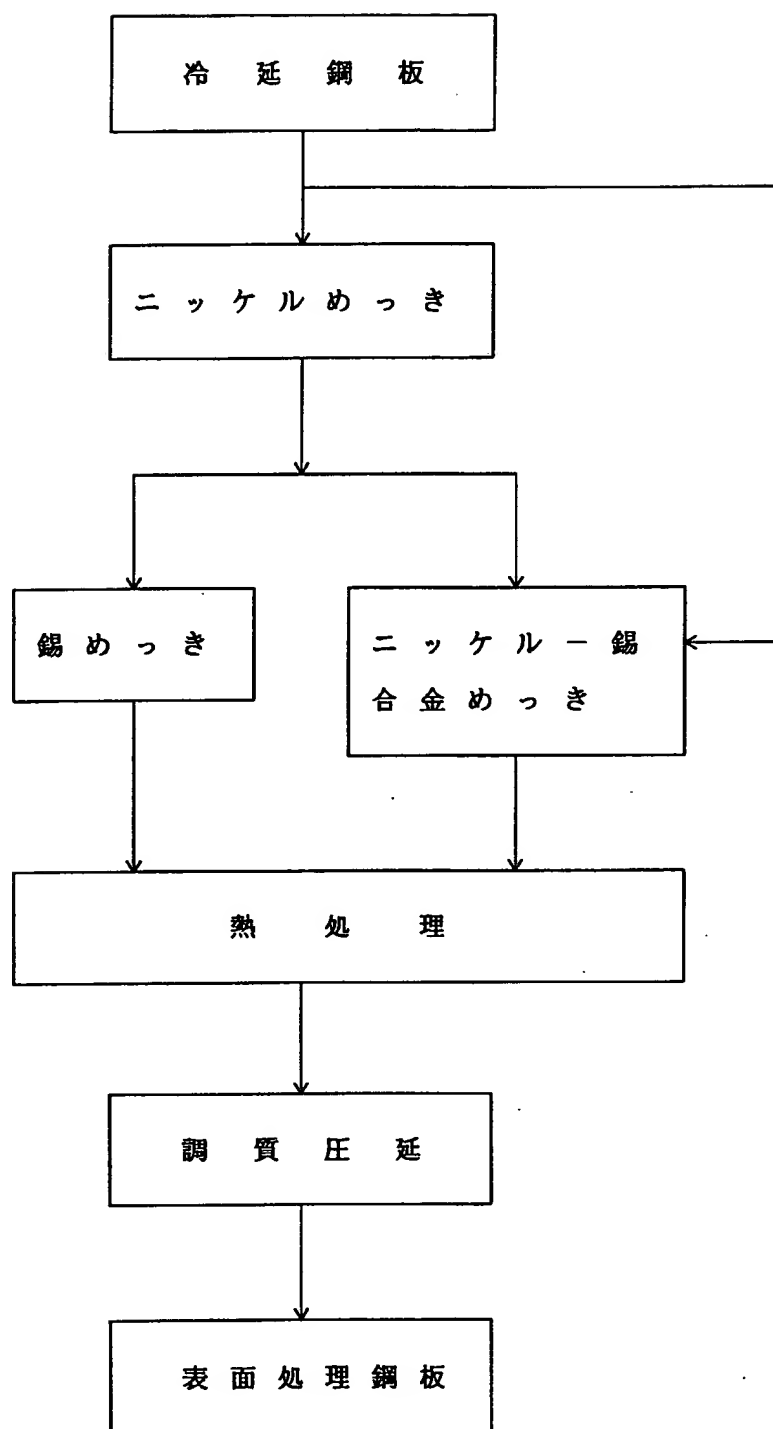 冷延鋼板
ニッケルめっき
錫めっき
ニッケル－錫
合金めっき
熱処理
調質圧延
表面処理鋼板